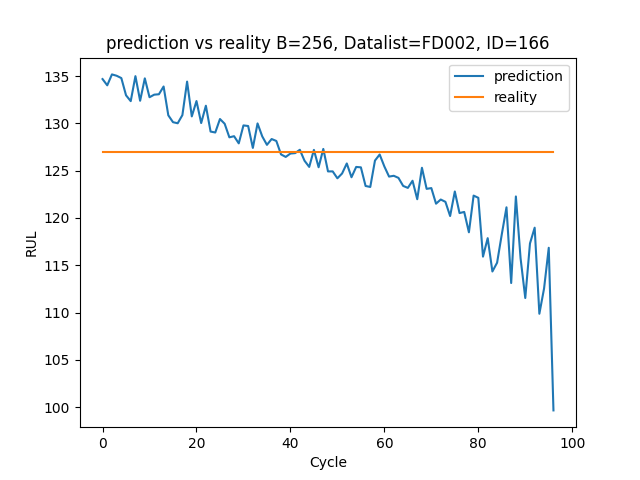 prediction vs reality B=256, Datalist=FD002, ID=166
prediction
reality
135
130
125
120
115
110
105
100
RUL
0 20 40 60 80 100
Cycle